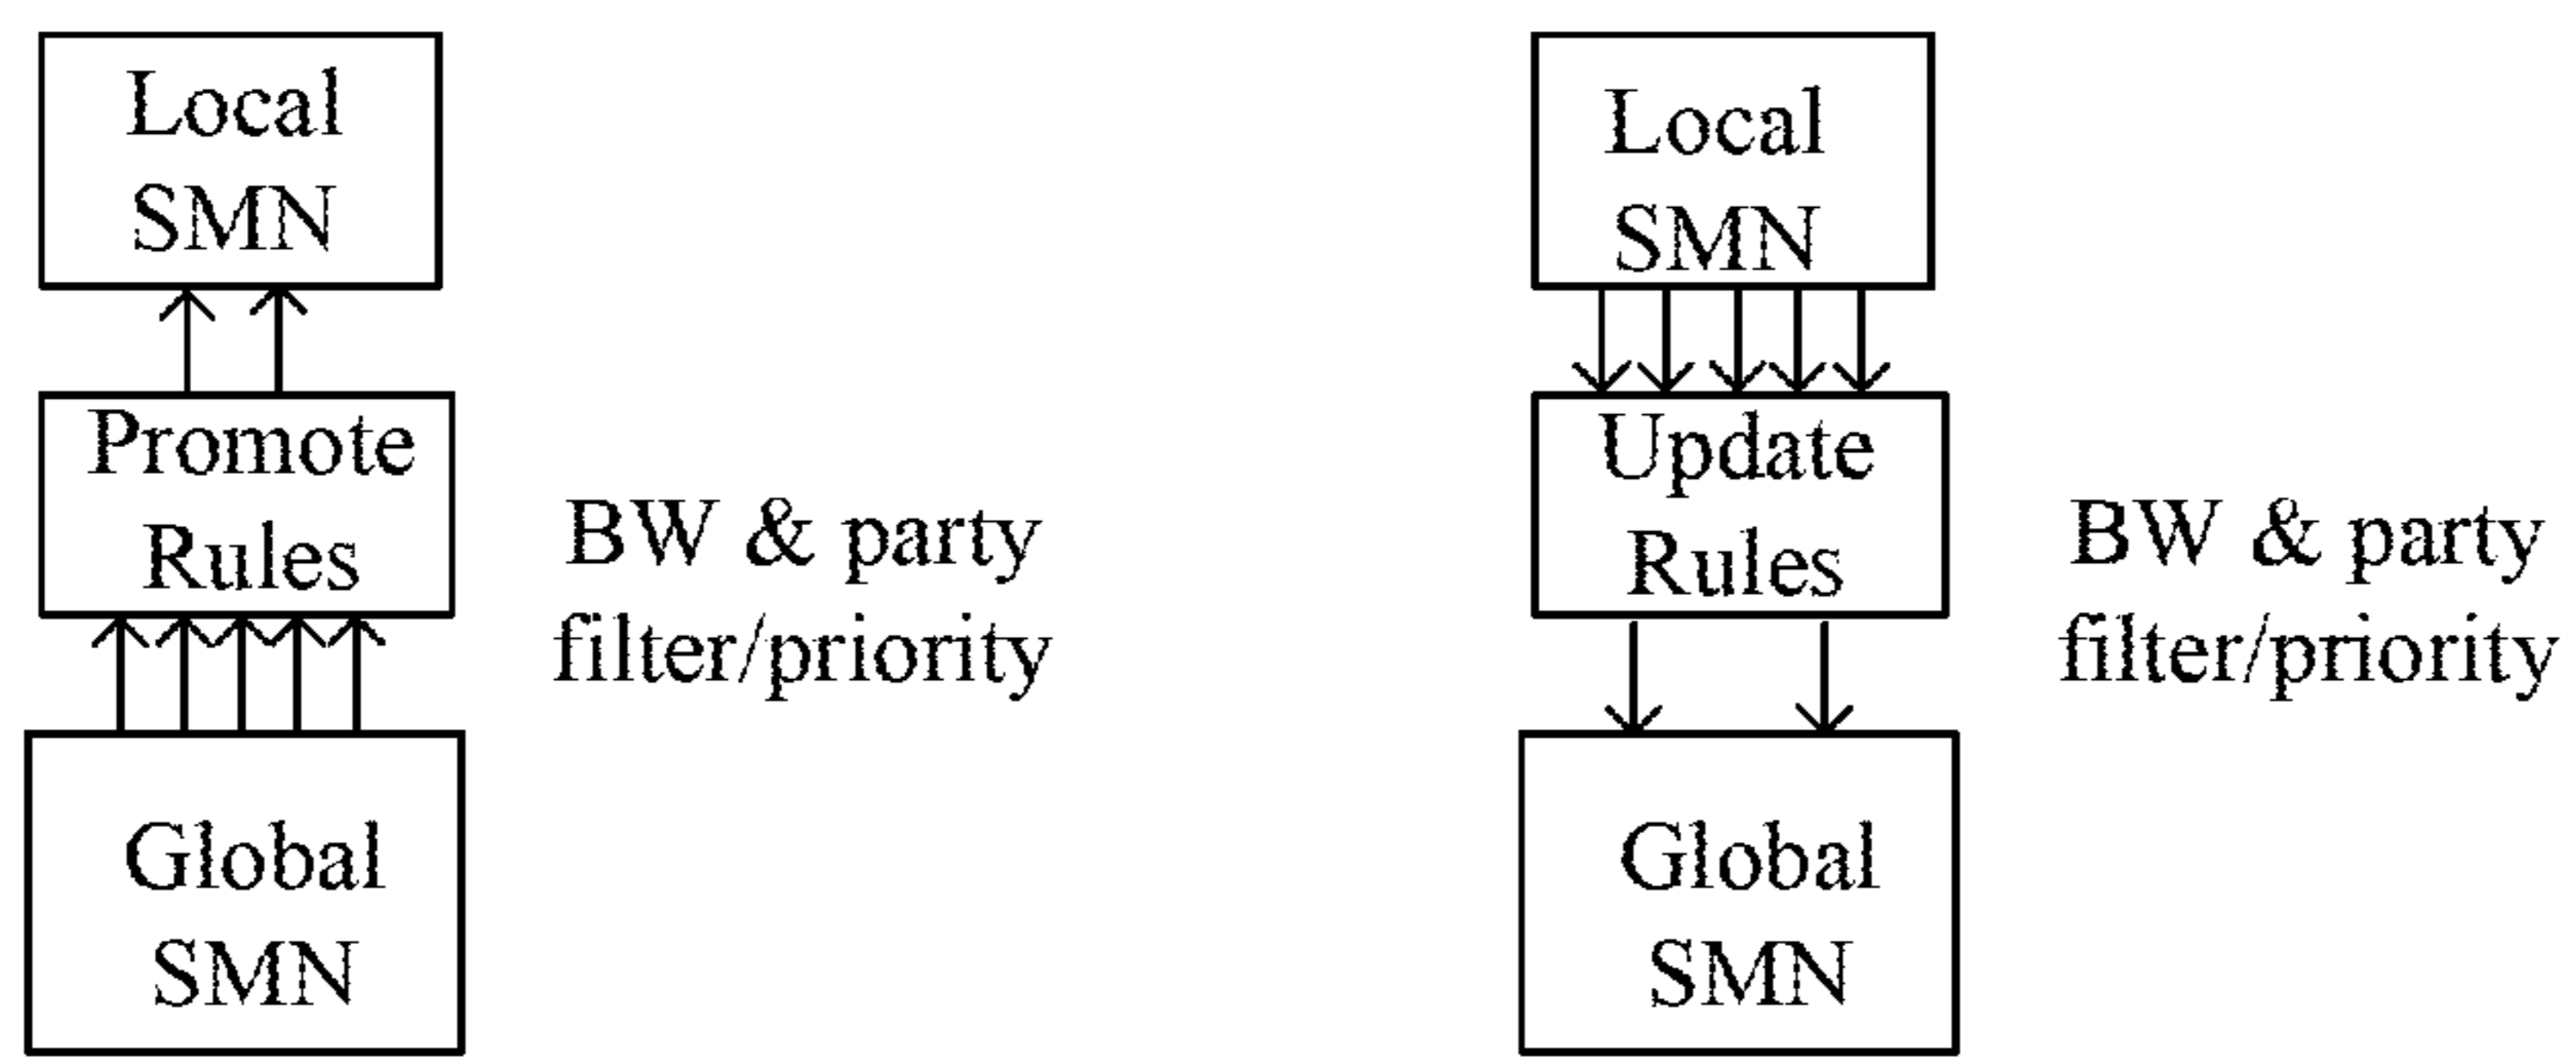 Local
SMN
Promote
Rules
BW & party
filter/priority
Global
SMN
Local
SMN
Update
Rules
BW & party
filter/priority
Global
SMN